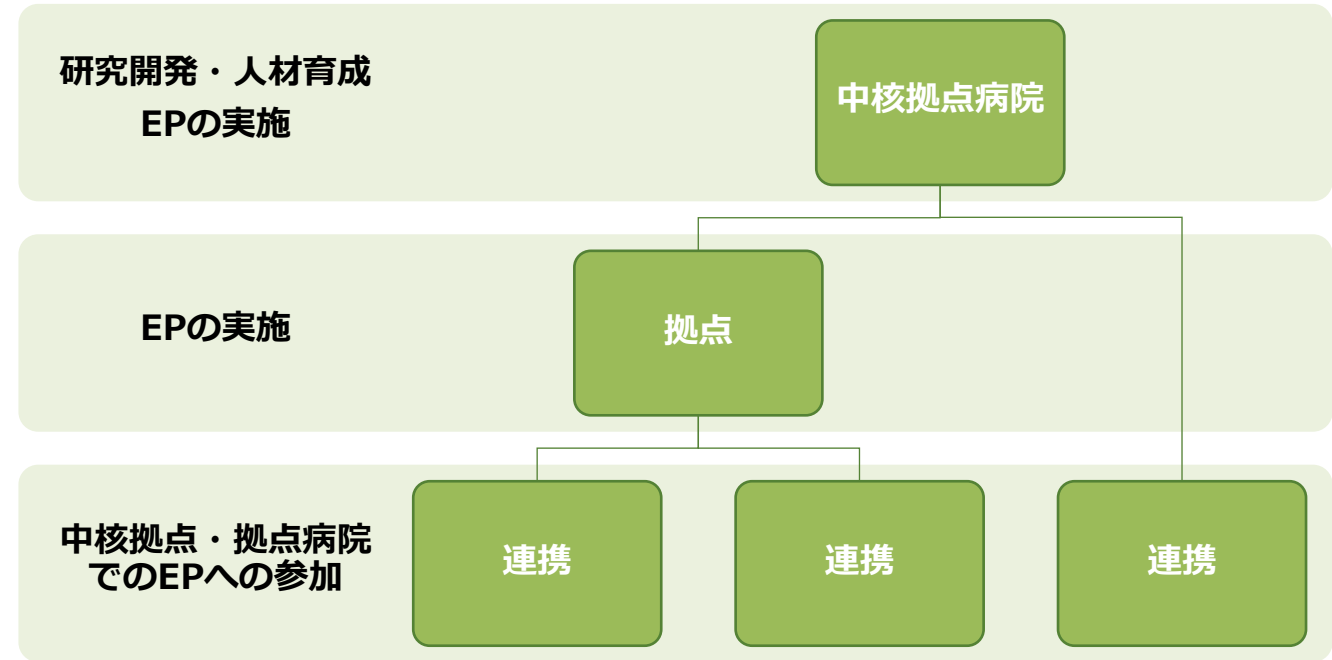 研究開発・人材育成
EPの実施
中核拠点病院
EPの実施
拠点
中核拠点・拠点病院
でのEPへの参加
連携
連携
連携